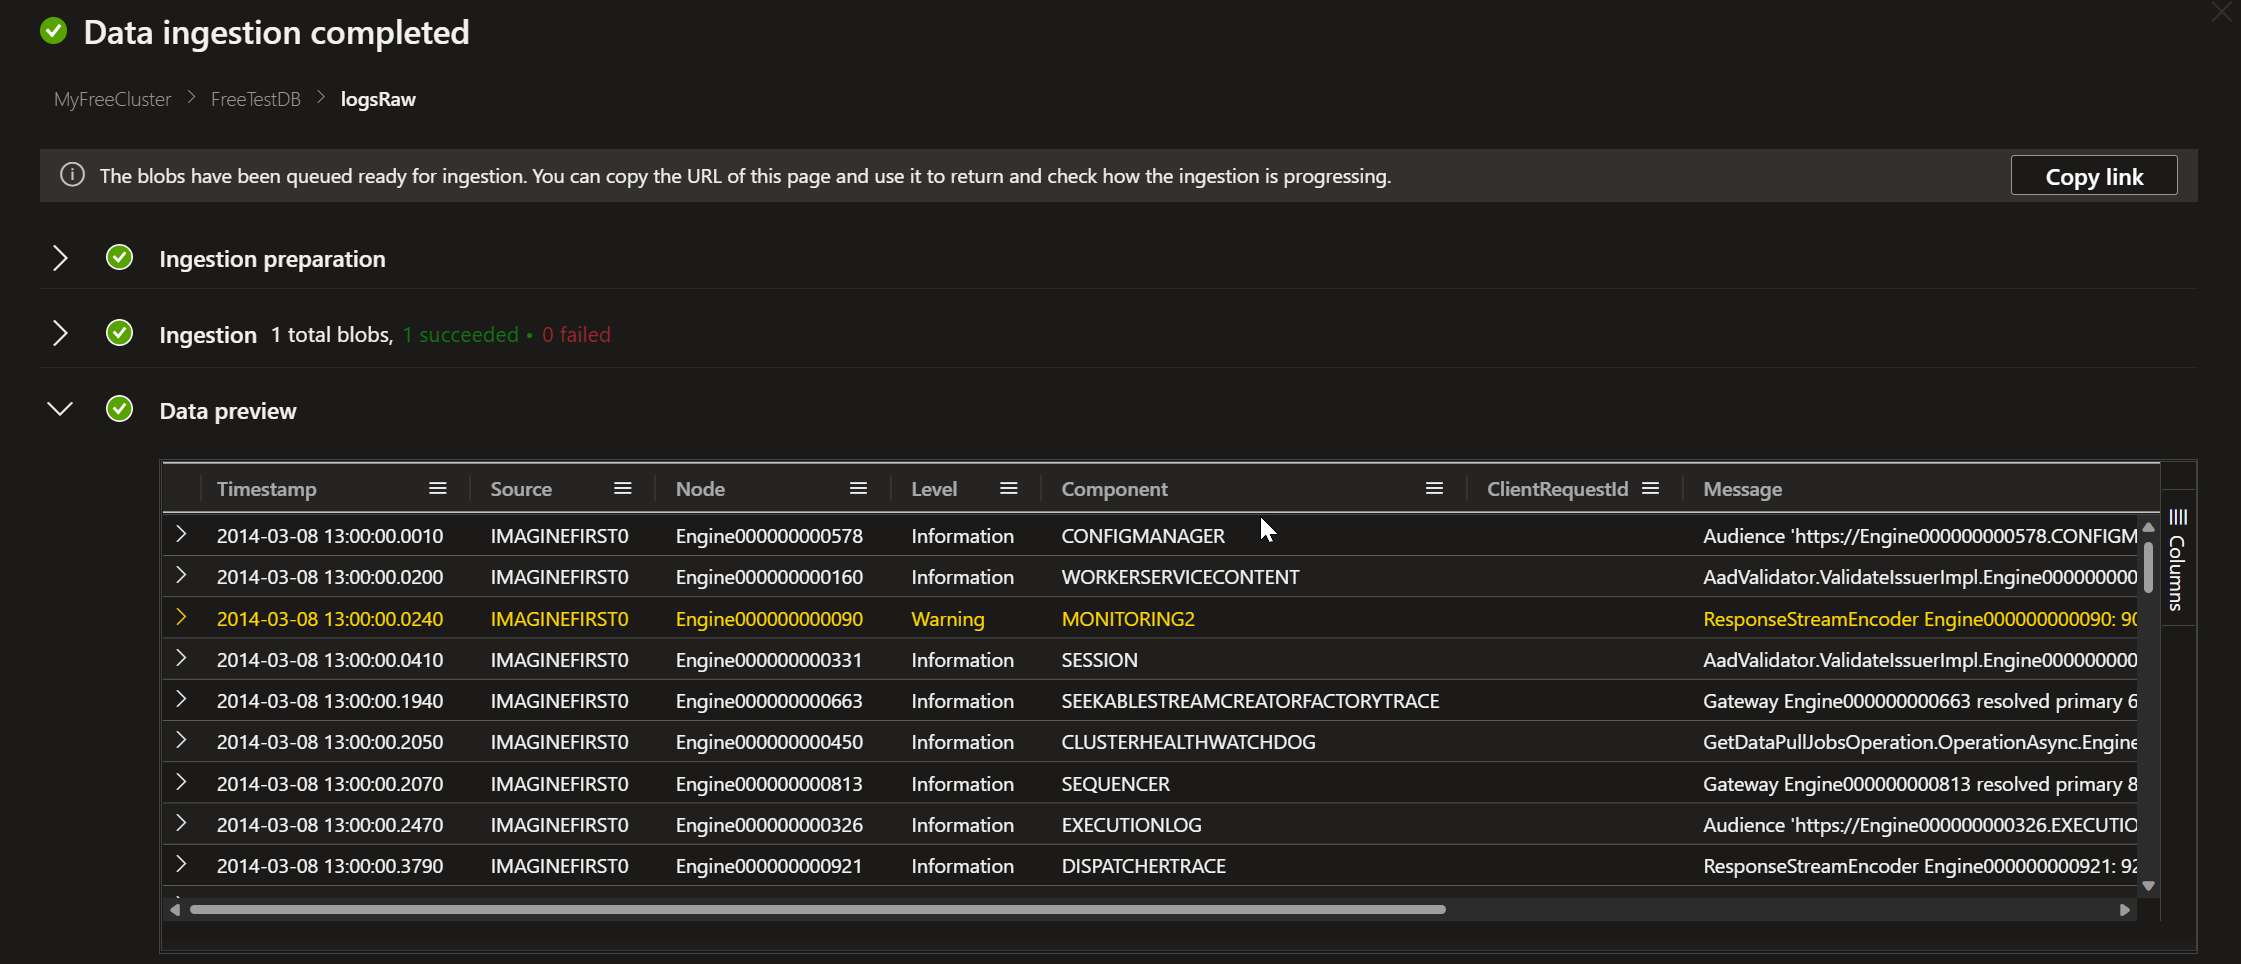 Data ingestion completed
MyFreeCluster > FreeTestDB > logsRaw
The blobs have been queued ready for ingestion. You can copy the URL of this page and use it to return and check how the ingestion is progressing. Copy link
Ingestion preparation
Ingestion 1 total blobs, 1 succeeded • 0 failed
Data preview
Timestamp Source Node Level Component ClientRequestId Message
2014-03-08 13:00:00.0010 IMAGINEFIRST0 Engine000000000578 Information CONFIGMANAGER Audience 'https://Engine000000000578.CONFIGM
2014-03-08 13:00:00.0200 IMAGINEFIRST0 Engine000000000160 Information WORKERSERVICECONTENT AadValidator.ValidateIssuerImpl.Engine000000000
2014-03-08 13:00:00.0240 IMAGINEFIRST0 Engine000000000090 Warning MONITORING2 ResponseStreamEncoder Engine000000000090: 90
2014-03-08 13:00:00.0410 IMAGINEFIRST0 Engine000000000331 Information SESSION AadValidator.ValidateIssuerImpl.Engine000000000
2014-03-08 13:00:00.1940 IMAGINEFIRST0 Engine000000000663 Information SEEKABLESTREAMCREATORFACTORYTRACE Gateway Engine000000000663 resolved primary 6
2014-03-08 13:00:00.2050 IMAGINEFIRST0 Engine000000000450 Information CLUSTERHEALTHWATCHDOG GetDataPullJobsOperation.OperationAsync.Engine
2014-03-08 13:00:00.2070 IMAGINEFIRST0 Engine000000000813 Information SEQUENCER Gateway Engine000000000813 resolved primary 8
2014-03-08 13:00:00.2470 IMAGINEFIRST0 Engine000000000326 Information EXECUTIONLOG Audience 'https://Engine000000000326.EXECUTIO
2014-03-08 13:00:00.3790 IMAGINEFIRST0 Engine000000000921 Information DISPATCHERTRACE ResponseStreamEncoder Engine000000000921: 92
Columns